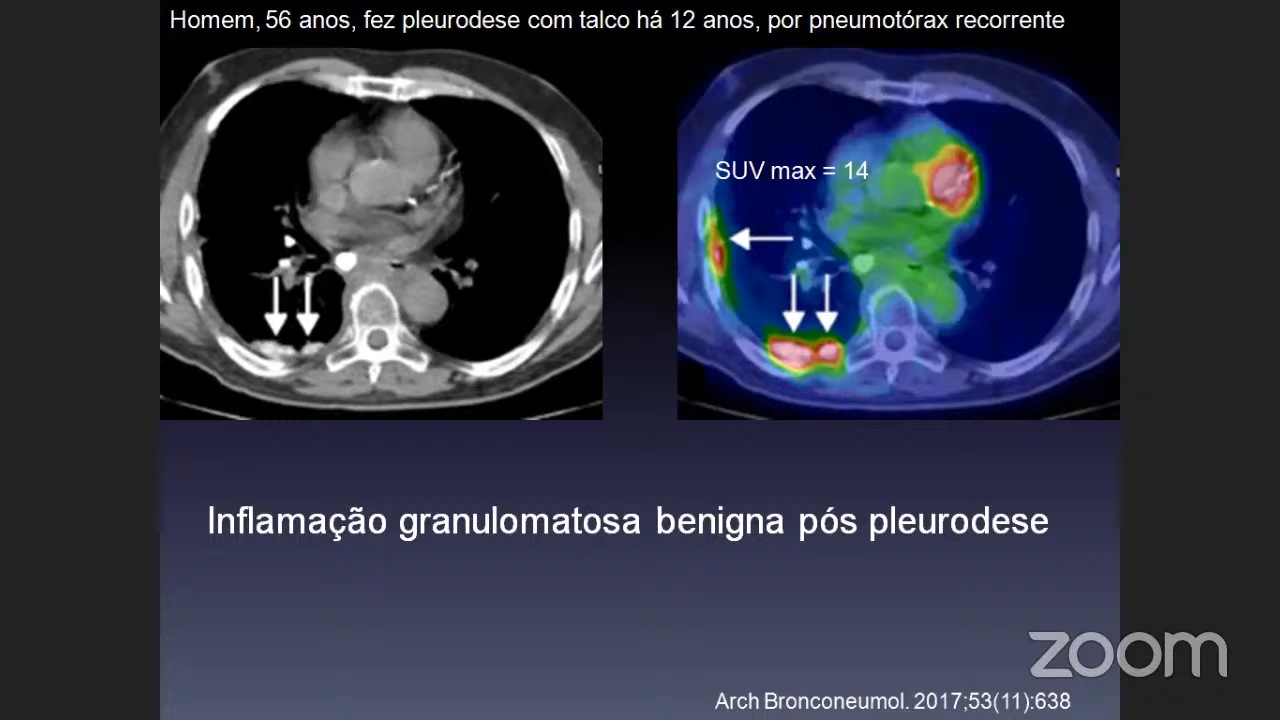 Homem, 56 anos, fez pleurodese com talco há 12 anos, por pneumotórax recorrente
SUV max = 14
Inflamação granulomatosa benigna pós pleurodese
zoom
Arch Bronconeumol. 2017;53(11):638